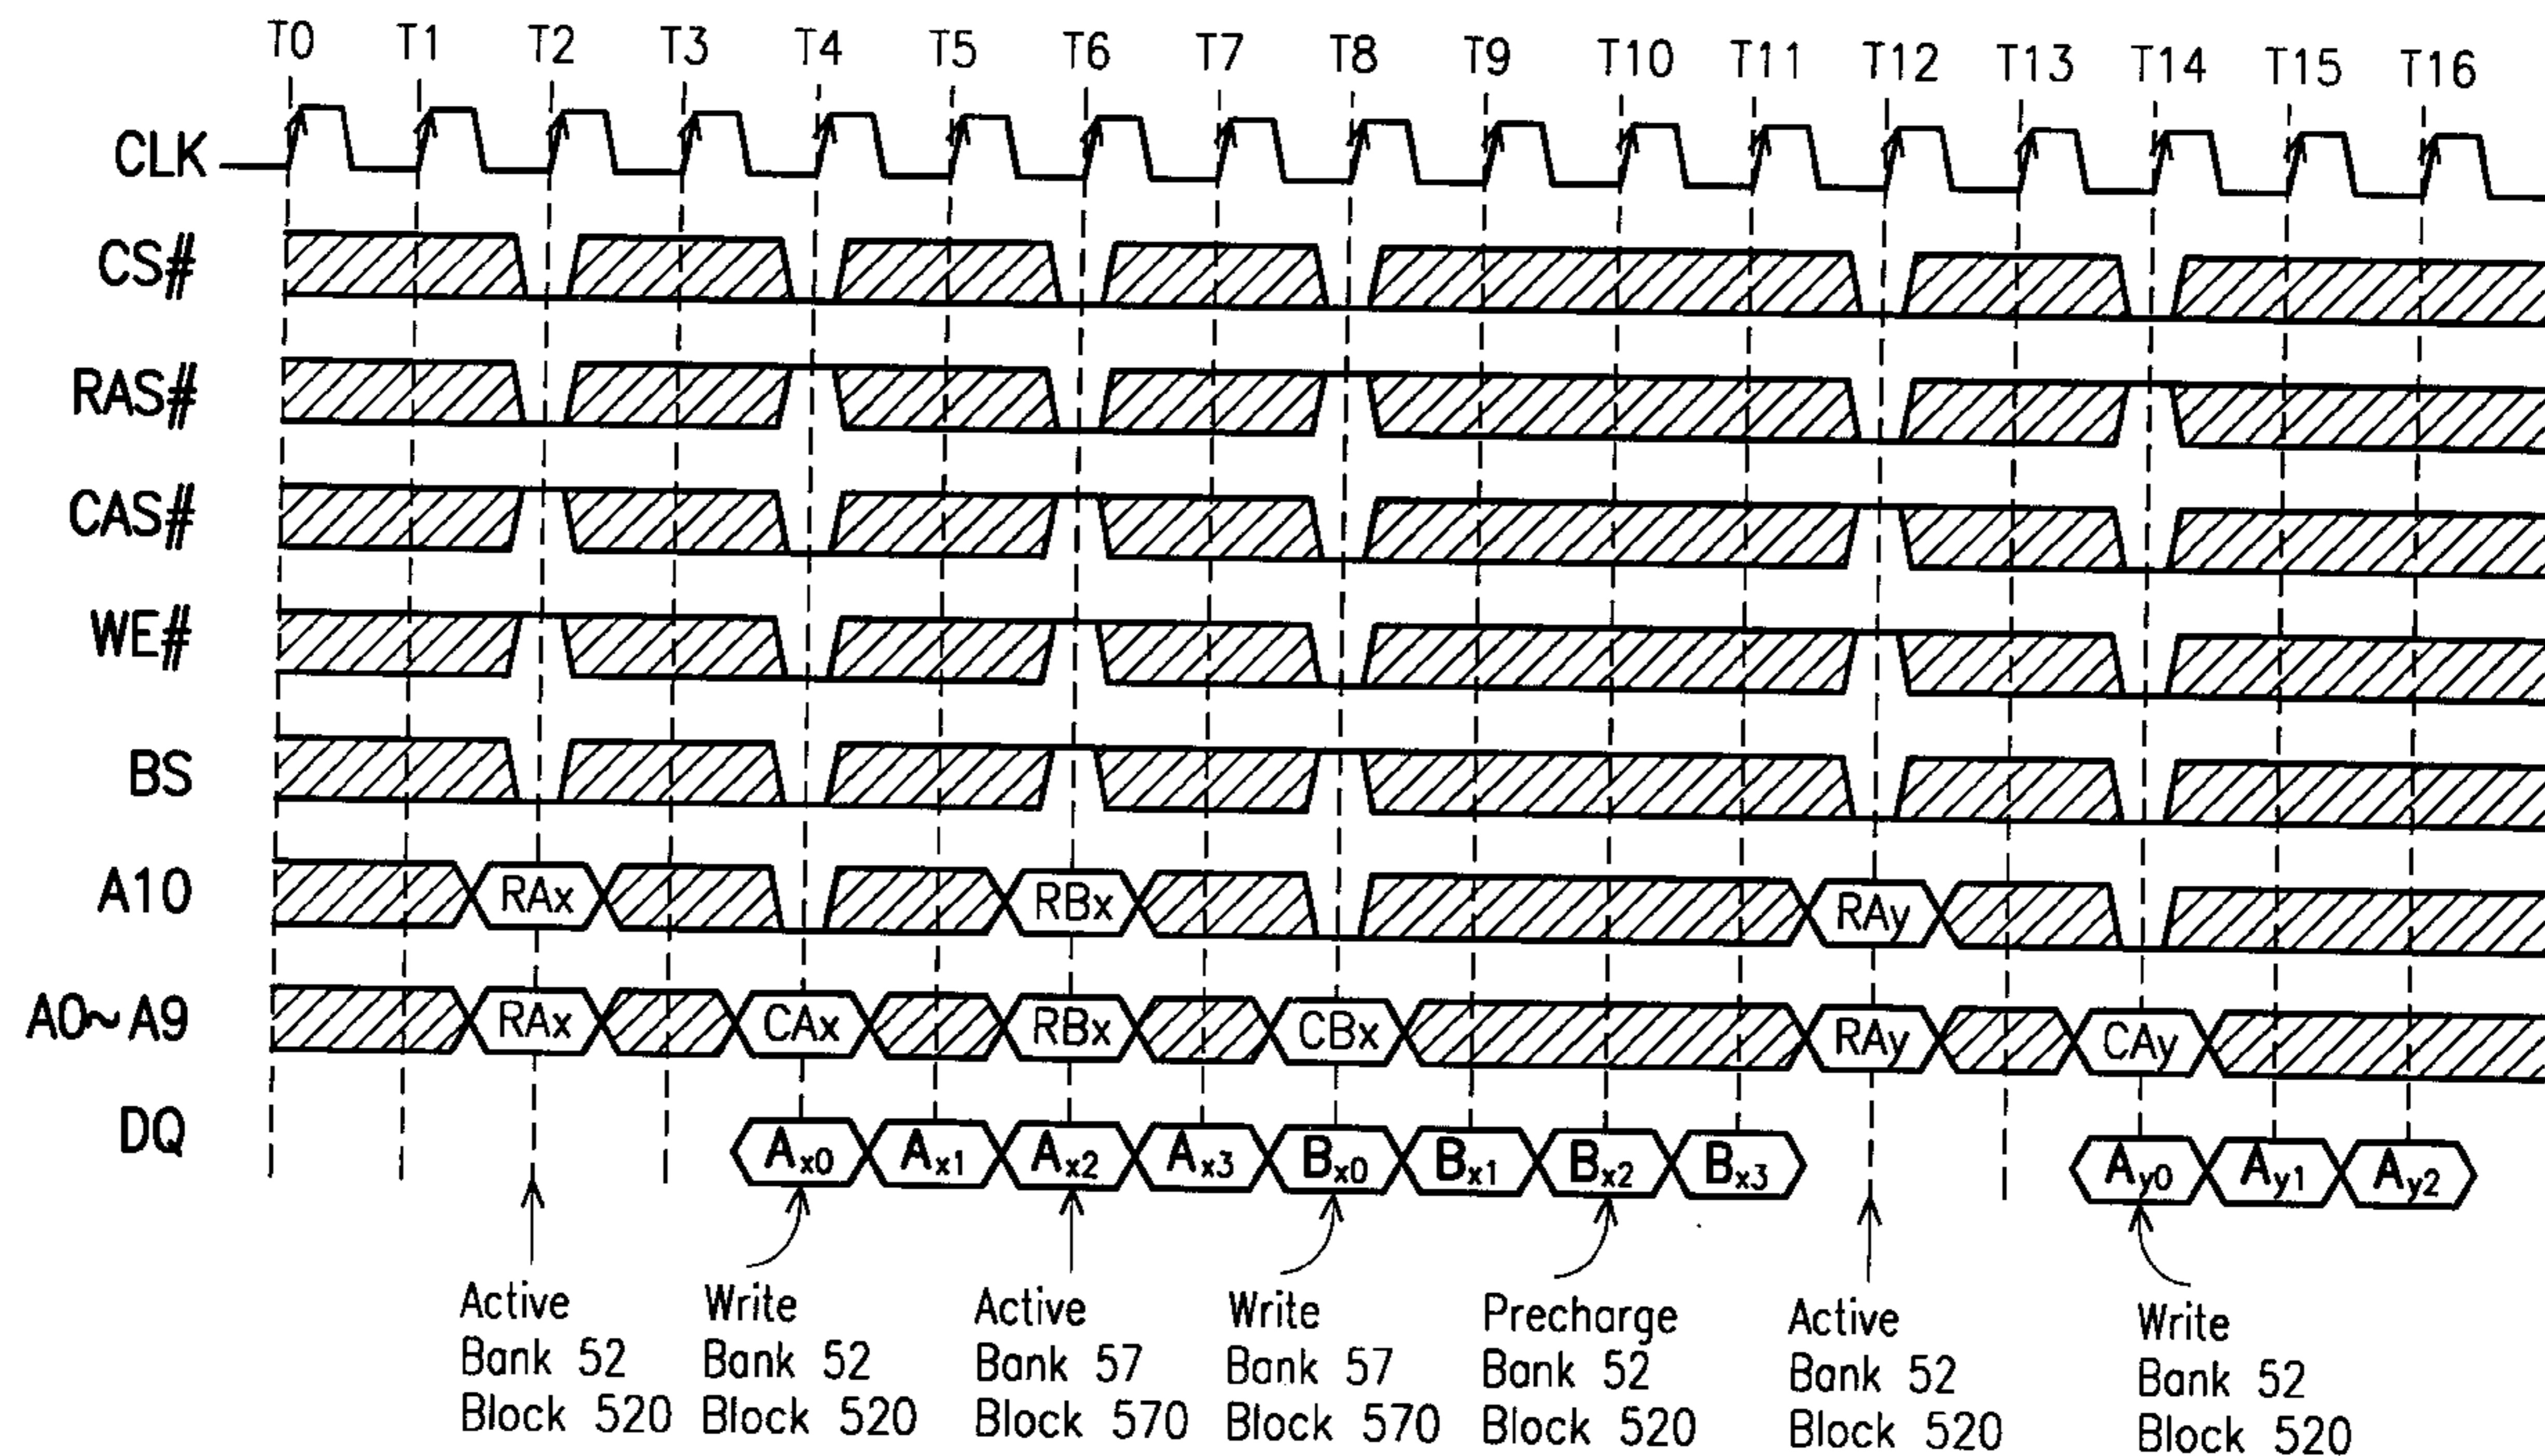 T0 T1 T2 T3 T4 T5 T6 T7 T8 T9 T10 T11 T12 T13 T14 T15 T16
CLK
CS#
RAS#
CAS#
WE#
BS
A10 RAx RBx RAy
A0~A9 RAx CAx RBx CBx RAy CAy
DQ Ax0 Ax1 Ax2 Ax3 Bx0 Bx1 Bx2 Bx3 Ay0 Ay1 Ay2
Active Write Active Write Precharge Active Write
Bank 52 Bank 52 Bank 57 Bank 57 Bank 52 Bank 52 Bank 52
Block 520 Block 520 Block 570 Block 570 Block 520 Block 520 Block 520